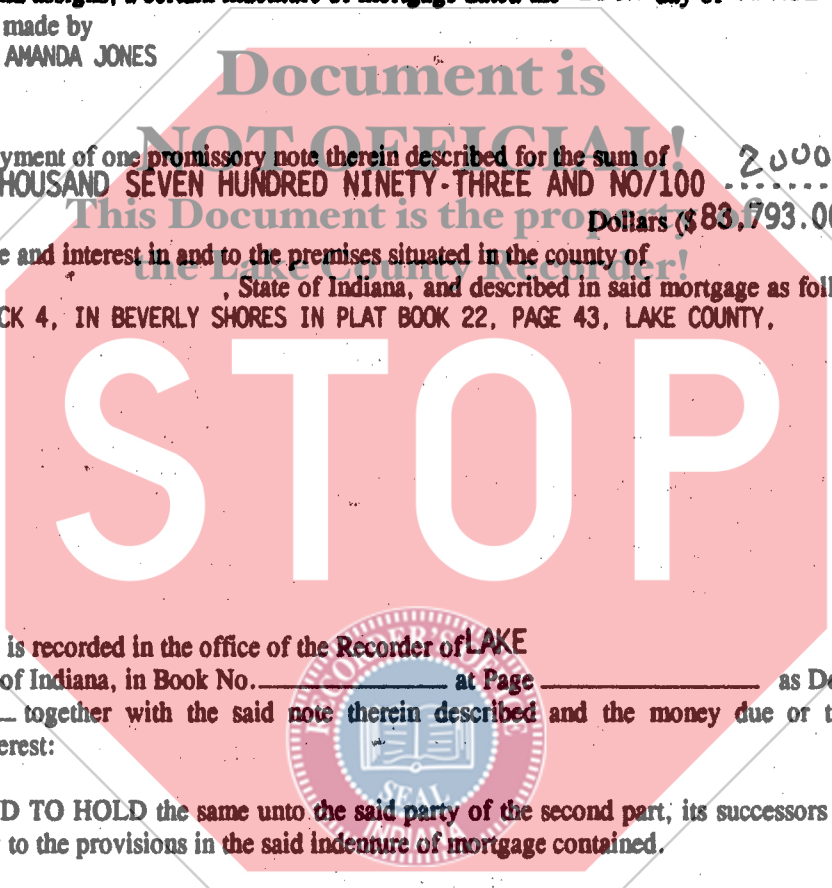 made by
AMANDA JONES
Document is
NOT OFFICIAL!
This Document is the property of
the Lake County Recorder!
yment of one promissory note therein described for the sum of 2000
HOUSAND SEVEN HUNDRED NINETY-THREE AND NO/100 ........
Dollars ($83,793.00
e and interest in and to the premises situated in the county of
, State of Indiana, and described in said mortgage as foll
CK 4, IN BEVERLY SHORES IN PLAT BOOK 22, PAGE 43, LAKE COUNTY,
STOP
is recorded in the office of the Recorder of LAKE
of Indiana, in Book No. at Page as D
together with the said note therein described and the money due or t
erest:
RECORDER'S OFFICE
SEAL
INDIANA
D TO HOLD the same unto the said party of the second part, its successors
to the provisions in the said indenture of mortgage contained.